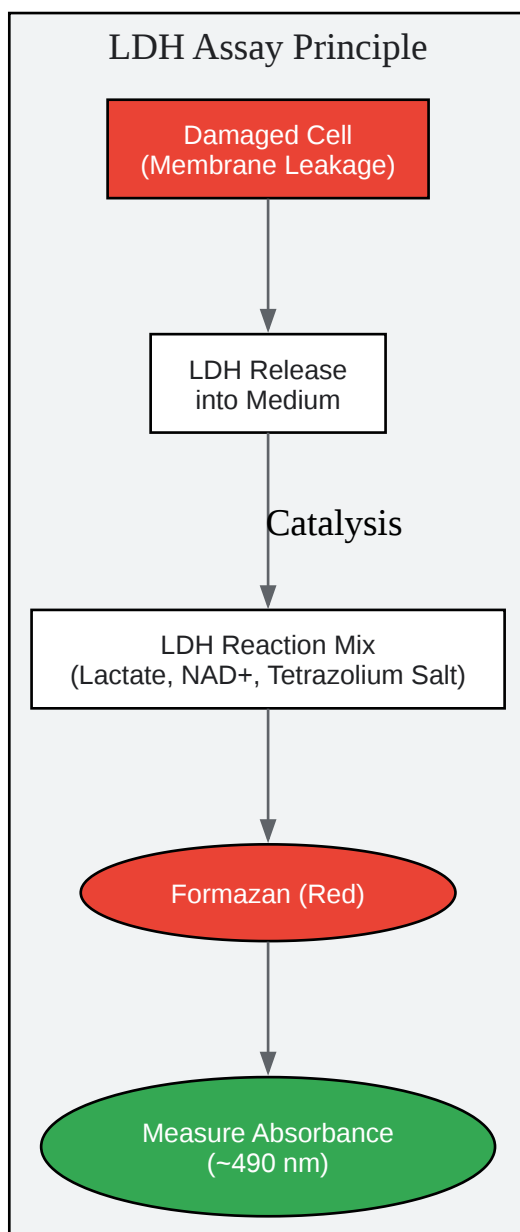 LDH Assay Principle
Damaged Cell
(Membrane Leakage)
LDH Release
into Medium
Catalysis
LDH Reaction Mix
(Lactate, NAD+, Tetrazolium Salt)
Formazan (Red)
Measure Absorbance
(~490 nm)